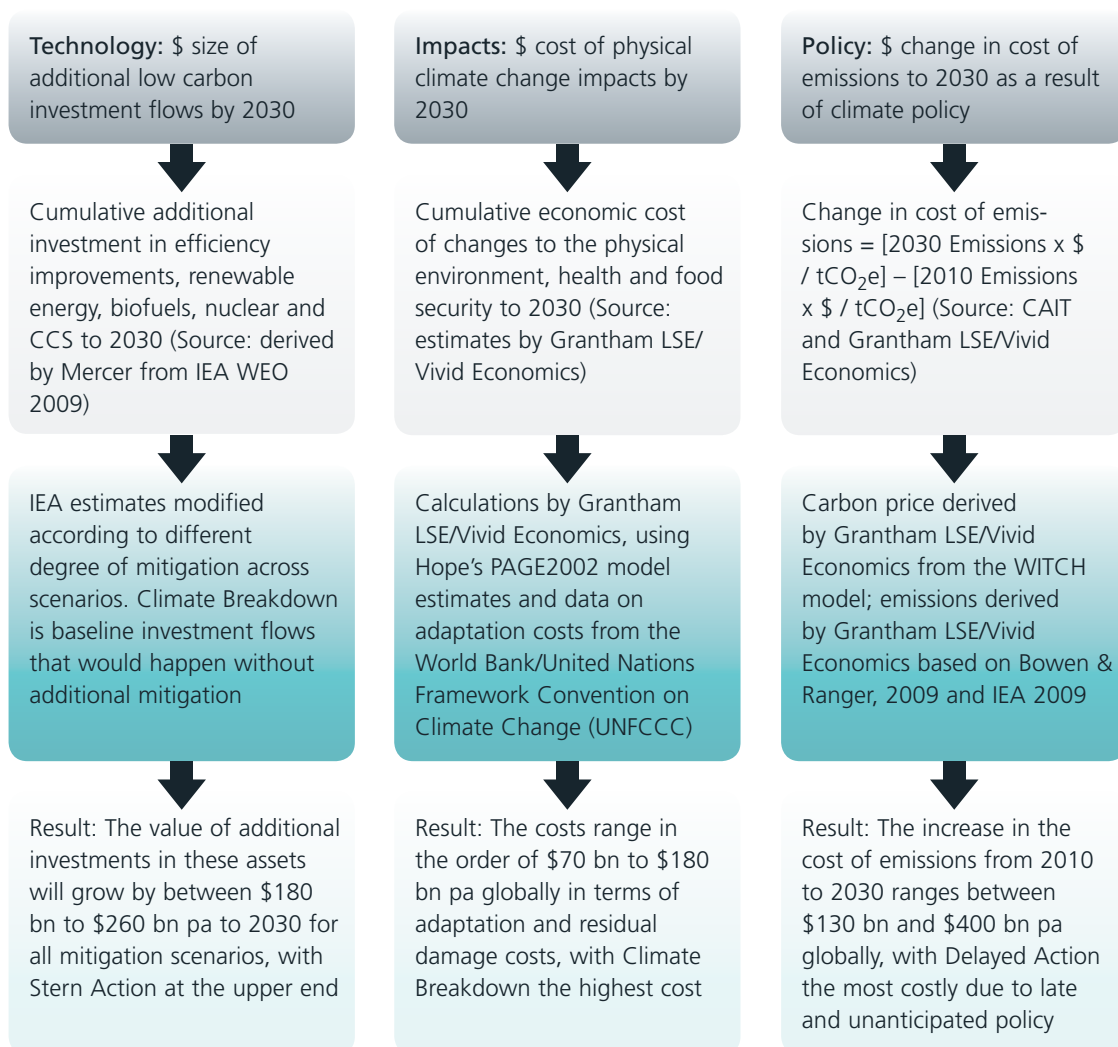 Technology: $ size of
additional low carbon
investment flows by 2030
Cumulative additional
investment in efficiency
improvements, renewable
energy, biofuels, nuclear and
CCS to 2030 (Source: derived
by Mercer from IEA WEO
2009)
IEA estimates modified
according to different
degree of mitigation across
scenarios. Climate Breakdown
is baseline investment flows
that would happen without
additional mitigation
Result: The value of additional
investments in these assets
will grow by between $180
bn to $260 bn pa to 2030 for
all mitigation scenarios, with
Stern Action at the upper end
Impacts: $ cost of physical
climate change impacts by
2030
Cumulative economic cost
of changes to the physical
environment, health and food
security to 2030 (Source:
estimates by Grantham LSE/
Vivid Economics)
Calculations by Grantham
LSE/Vivid Economics, using
Hope's PAGE2002 model
estimates and data on
adaptation costs from the
World Bank/United Nations
Framework Convention on
Climate Change (UNFCCC)
Result: The costs range in
the order of $70 bn to $180
bn pa globally in terms of
adaptation and residual
damage costs, with Climate
Breakdown the highest cost
Policy: $ change in cost of
emissions to 2030 as a result
of climate policy
Change in cost of emis-
sions = [2030 Emissions x $
/ tCO₂e] – [2010 Emissions
x $ / tCO₂e] (Source: CAIT
and Grantham LSE/Vivid
Economics)
Carbon price derived
by Grantham LSE/Vivid
Economics from the WITCH
model; emissions derived
by Grantham LSE/Vivid
Economics based on Bowen &
Ranger, 2009 and IEA 2009
Result: The increase in the
cost of emissions from 2010
to 2030 ranges between
$130 bn and $400 bn pa
globally, with Delayed Action
the most costly due to late
and unanticipated policy